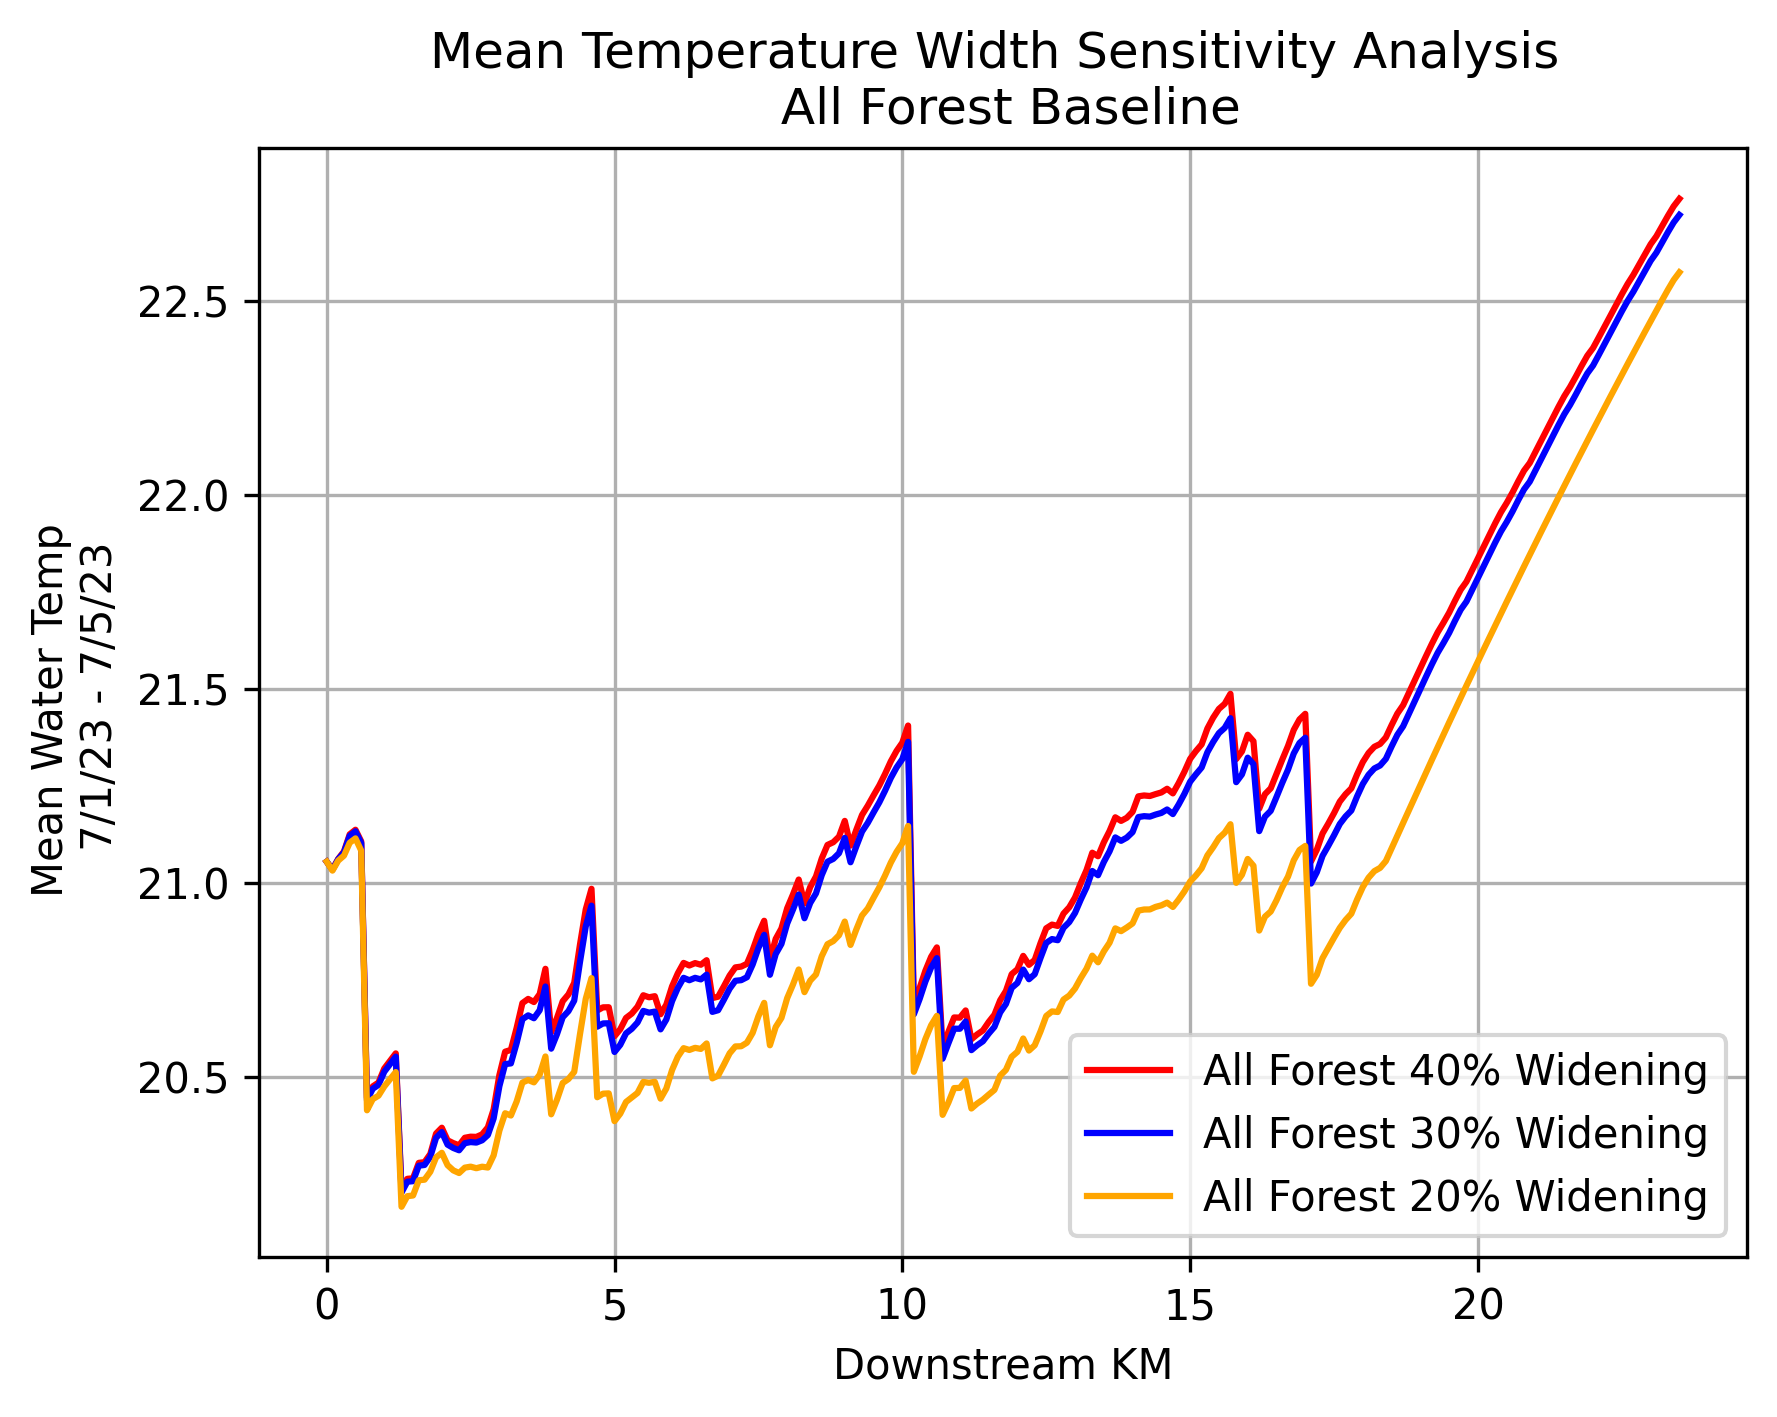 Mean Temperature Width Sensitivity Analysis
All Forest Baseline
Mean Water Temp
7/1/23 - 7/5/23
22.5
22.0
21.5
21.0
20.5
All Forest 40% Widening
All Forest 30% Widening
All Forest 20% Widening
0
5
10
15
20
Downstream KM